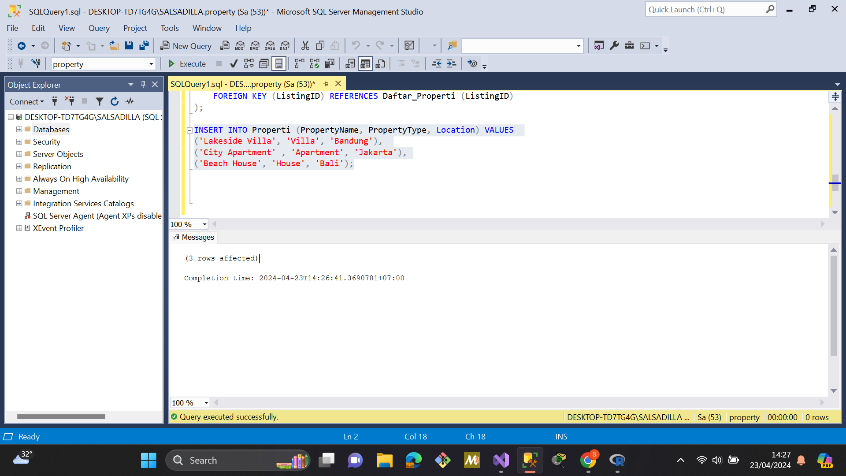 SQLQuery1.sql - DESKTOP-TD7TG4G\SALSADILLA.property (Sa (53))* - Microsoft SQL Server Management Studio
Quick Launch (Ctrl+Q)
File Edit View Query Project Tools Window Help
New Query
MDX DMX XMLA DAX
property
Execute
Object Explorer
SQLQuery1.sql - DES....property (Sa (53))*
Connect
DESKTOP-TD7TG4G\SALSADILLA (SQL
Databases
Security
Server Objects
Replication
Always On High Availability
Management
Integration Services Catalogs
SQL Server Agent (Agent XPs disable
XEvent Profiler
FOREIGN KEY (ListingID) REFERENCES Daftar_Properti (ListingID)
);
INSERT INTO Properti (PropertyName, PropertyType, Location) VALUES
('Lakeside Villa', 'Villa', 'Bandung'),
('City Apartment' , 'Apartment', 'Jakarta'),
('Beach House', 'House', 'Bali');
100 %
Messages
(3 rows affected)
Completion time: 2024-04-23T14:26:41.3690781+07:00
100 %
Query executed successfully.
DESKTOP-TD7TG4G\SALSADILLA ... Sa (53) property 00:00:00 0 rows
Ready
Ln 2 Col 18 Ch 18 INS
32°
Search
8
14:27
23/04/2024